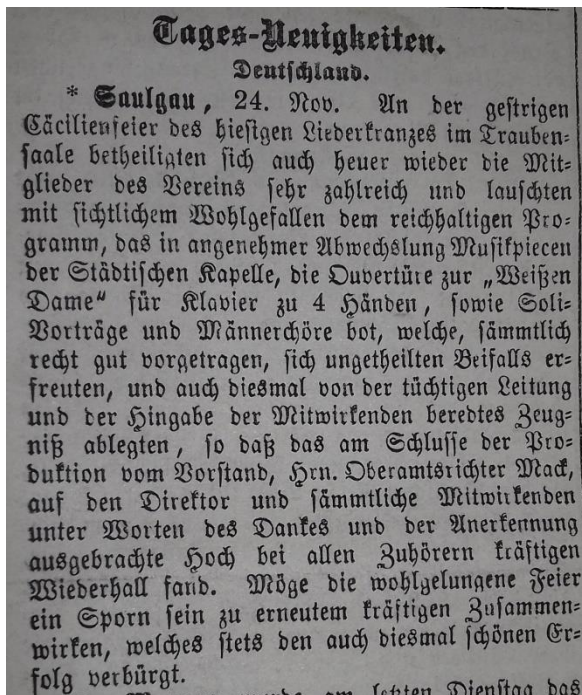 Tages-Neuigkeiten.
Deutschland.
* Saulgau, 24. Nov. An der gestrigen
Cäcilienfeier des hiesigen Liederkranzes im Trauben-
saale betheiligten sich auch heuer wieder die Mit-
glieder des Vereins sehr zahlreich und lauschten
mit sichtlichem Wohlgefallen dem reichhaltigen Pro-
gramm, das in angenehmer Abwechslung Musikpiecen
der Städtischen Kapelle, die Ouvertüre zur „Weißen
Dame“ für Klavier zu 4 Händen, sowie Soli-
Vorträge und Männerchöre bot, welche, sämmtlich
recht gut vorgetragen, sich ungetheilten Beifalls er-
freuten, und auch diesmal von der tüchtigen Leitung
und der Hingabe der Mitwirkenden beredtes Zeug-
niß ablegten, so daß das am Schlusse der Pro-
duktion vom Vorstand, Hrn. Oberamtsrichter Mack,
auf den Direktor und sämmtliche Mitwirkenden
unter Worten des Dankes und der Anerkennung
ausgebrachte Hoch bei allen Zuhörern kräftigen
Wiederhall fand. Möge die wohlgelungene Feier
ein Sporn sein zu erneutem kräftigen Zusammen-
wirken, welches stets den auch diesmal schönen Er-
folg verbürgt.
am letzten Dienstag das